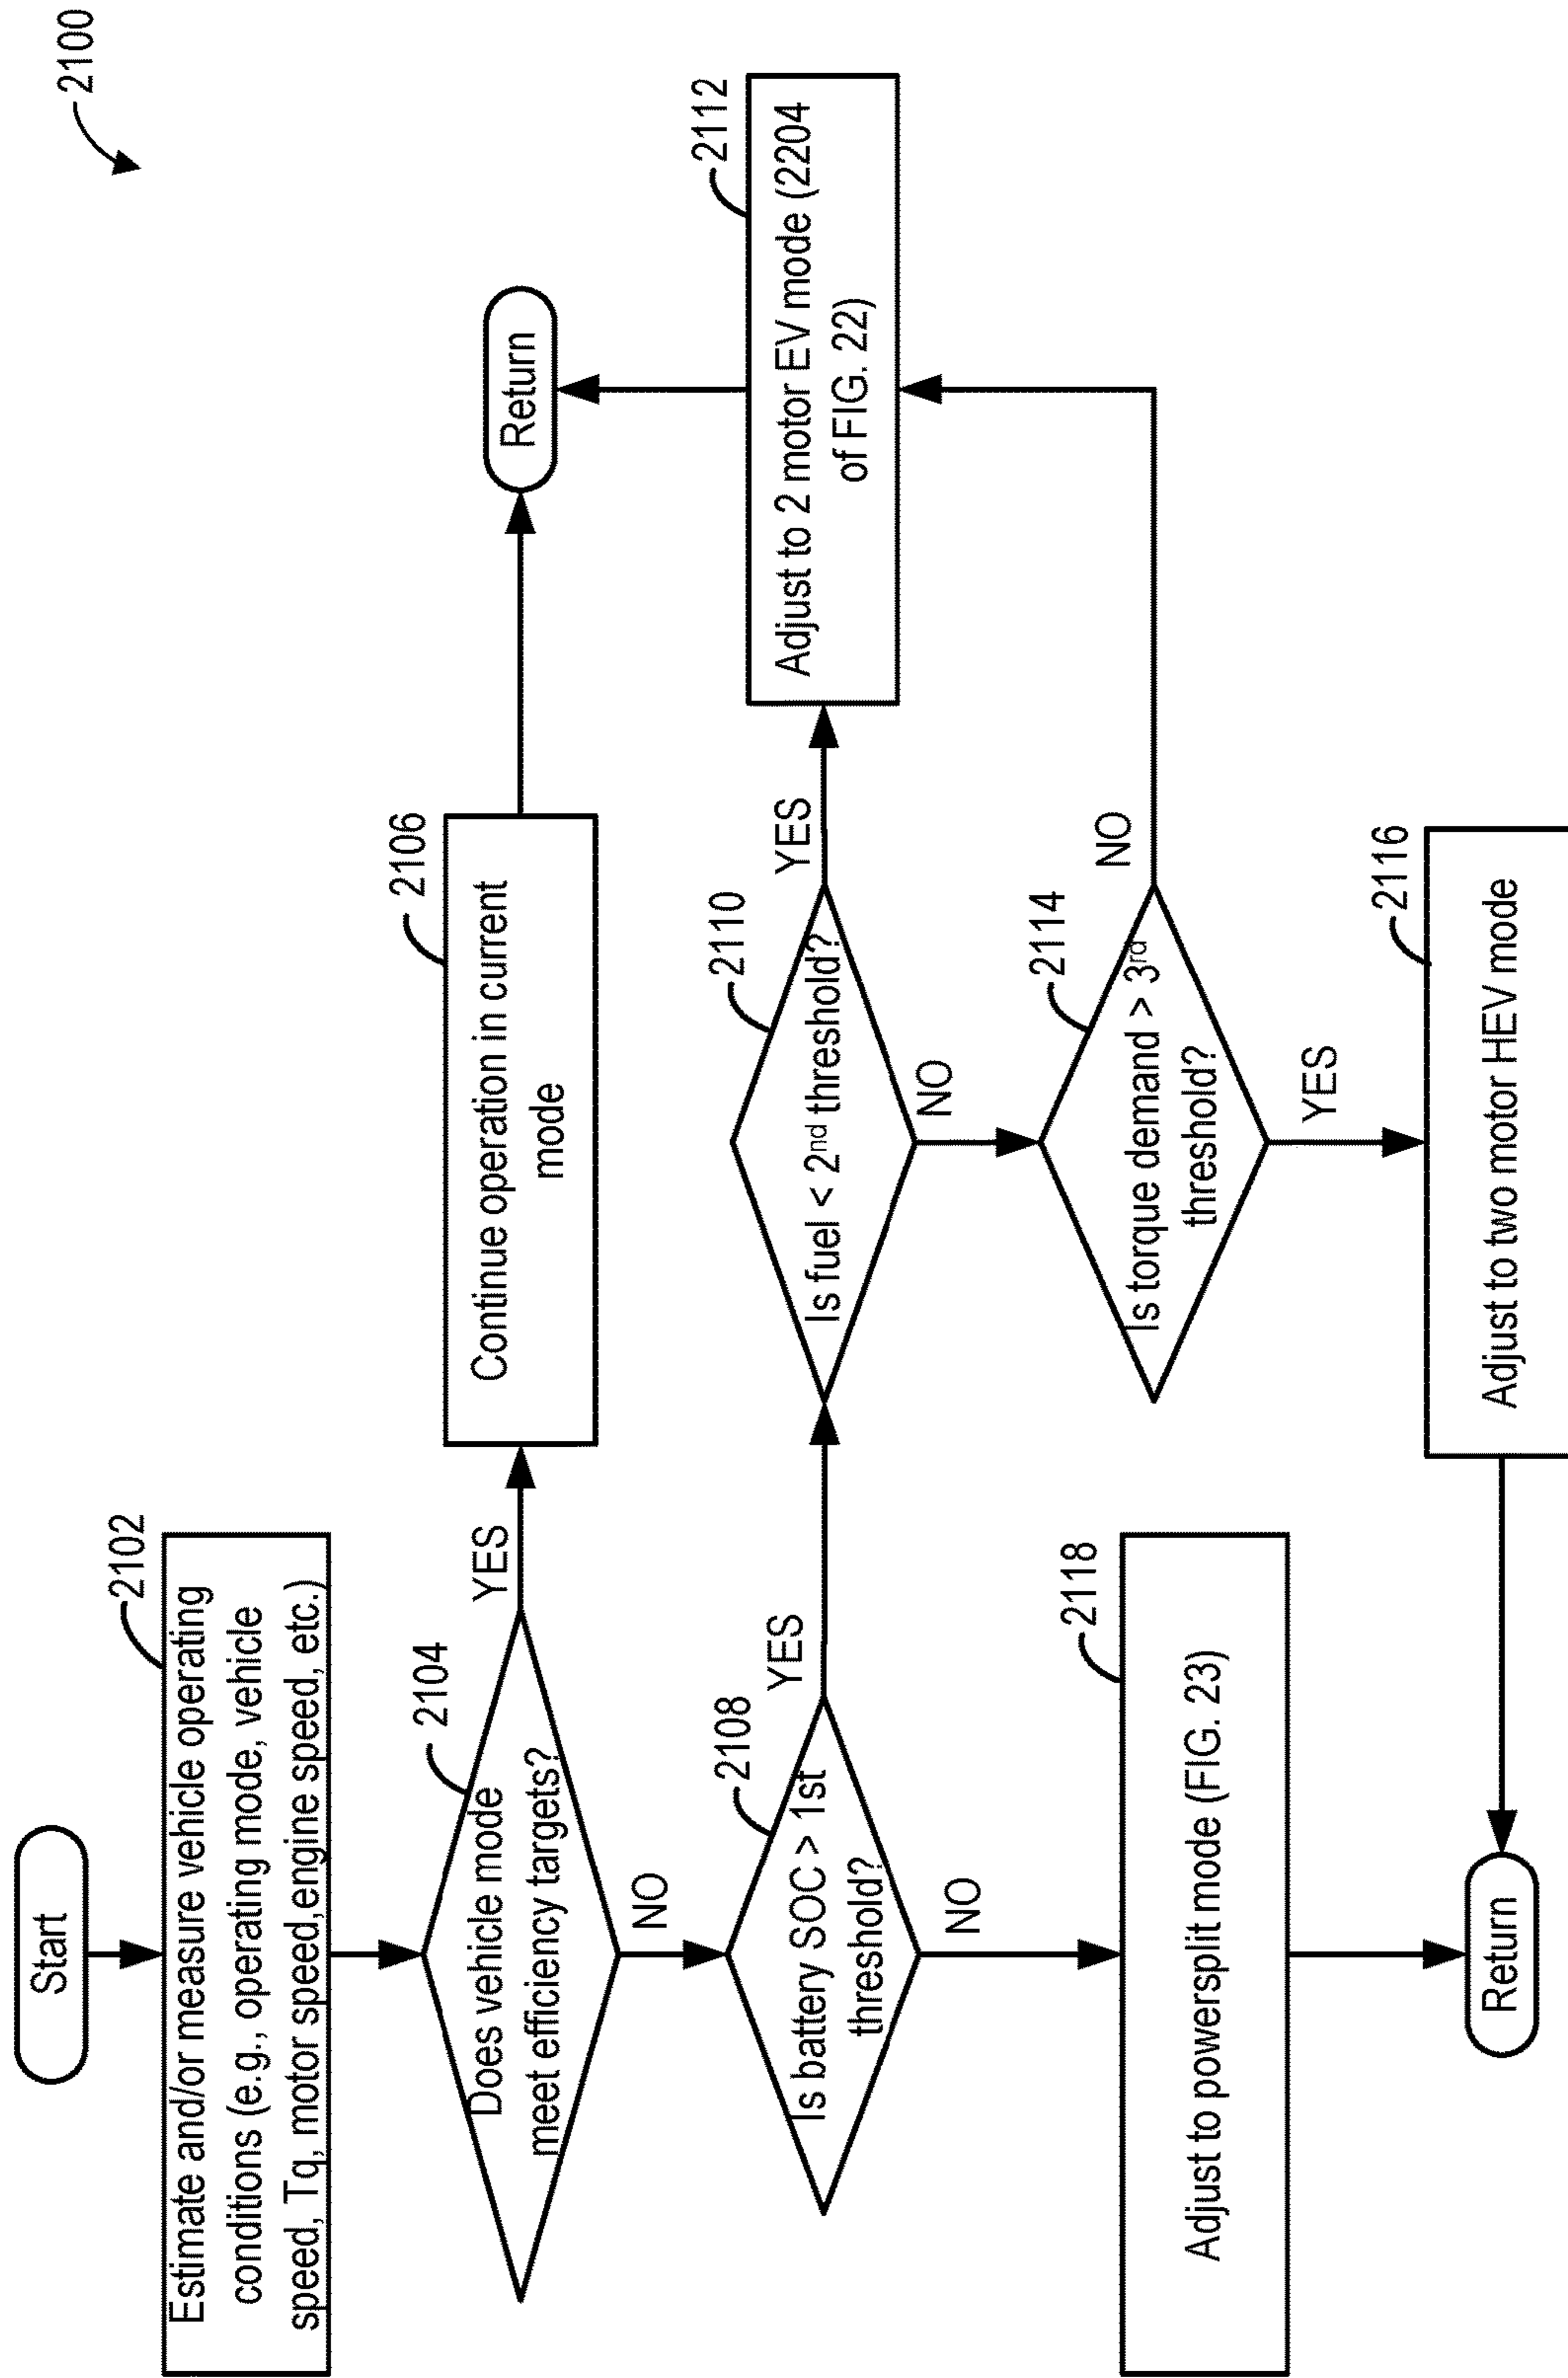 2100
Start
2102
Estimate and/or measure vehicle operating
conditions (e.g., operating mode, vehicle
speed, Tq, motor speed,engine speed, etc.)
2104
Does vehicle mode
meet efficiency targets?
YES
NO
2106
Continue operation in current
mode
Return
2108
Is battery SOC > 1st
threshold?
YES
NO
2110
Is fuel < 2nd threshold?
YES
NO
2112
Adjust to 2 motor EV mode (2204
of FIG. 22)
2114
Is torque demand > 3rd
threshold?
NO
YES
2118
Adjust to powersplit mode (FIG. 23)
2116
Adjust to two motor HEV mode
Return